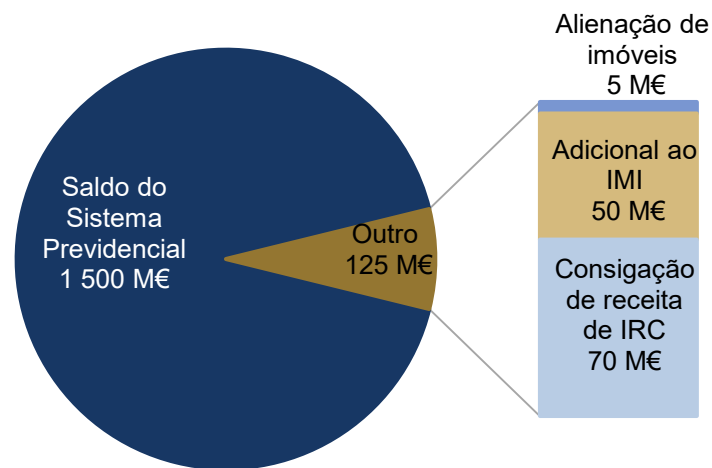 Alienação de
imóveis
5 M€
Adicional ao
IMI
50 M€
Saldo do
Sistema
Previdencial
1 500 M€
Outro
125 M€
Consigação
de receita
de IRC
70 M€